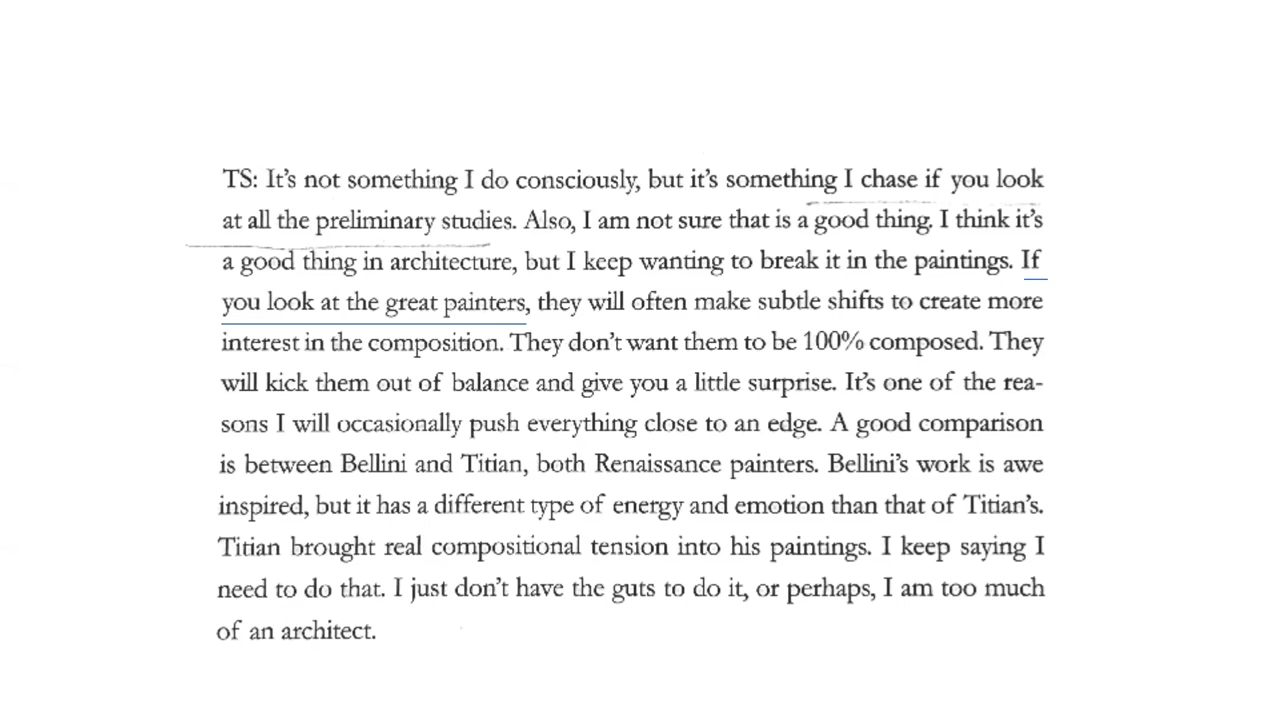 TS: It's not something I do consciously, but it's something I chase if you look
at all the preliminary studies. Also, I am not sure that is a good thing. I think it's
a good thing in architecture, but I keep wanting to break it in the paintings. If
you look at the great painters, they will often make subtle shifts to create more
interest in the composition. They don't want them to be 100% composed. They
will kick them out of balance and give you a little surprise. It's one of the rea-
sons I will occasionally push everything close to an edge. A good comparison
is between Bellini and Titian, both Renaissance painters. Bellini's work is awe
inspired, but it has a different type of energy and emotion than that of Titian's.
Titian brought real compositional tension into his paintings. I keep saying I
need to do that. I just don't have the guts to do it, or perhaps, I am too much
of an architect.